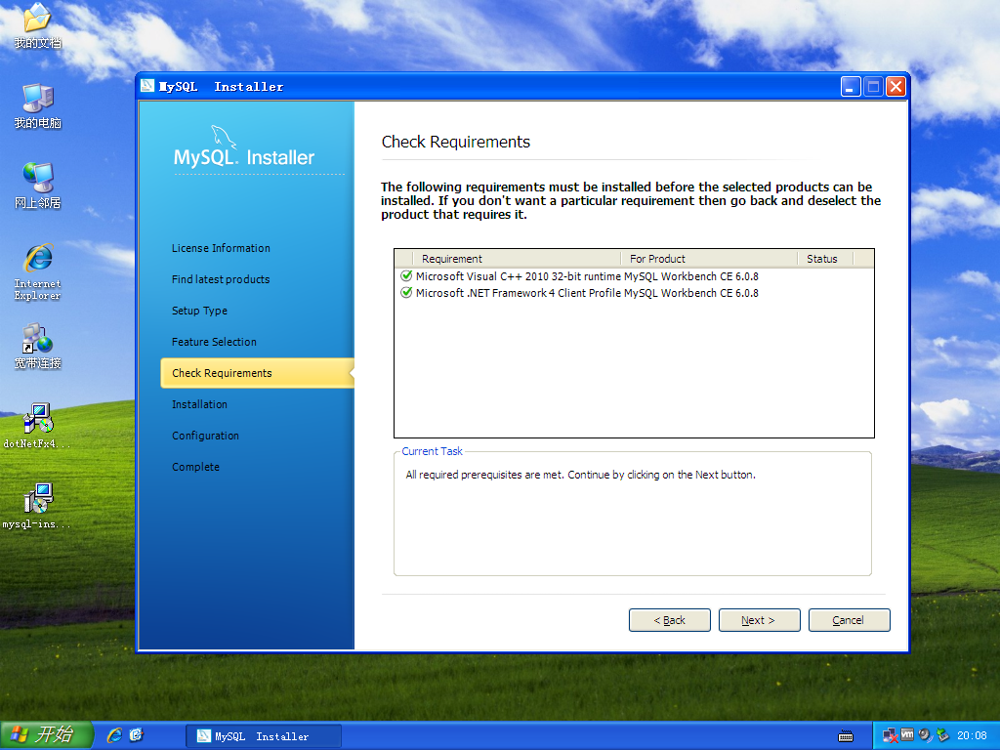 我的文档
我的电脑
网上邻居
Internet
Explorer
宽带连接
dotNetFx4...
mysql-ins...
MySQL Installer
MySQL. Installer
License Information
Find latest products
Setup Type
Feature Selection
Check Requirements
Installation
Configuration
Complete
Check Requirements
The following requirements must be installed before the selected products can be
installed. If you don't want a particular requirement then go back and deselect the
product that requires it.
Requirement For Product Status
Microsoft Visual C++ 2010 32-bit runtime MySQL Workbench CE 6.0.8
Microsoft .NET Framework 4 Client Profile MySQL Workbench CE 6.0.8
Current Task
All required prerequisites are met. Continue by clicking on the Next button.
< Back Next > Cancel
开始 MySQL Installer vm 20:08